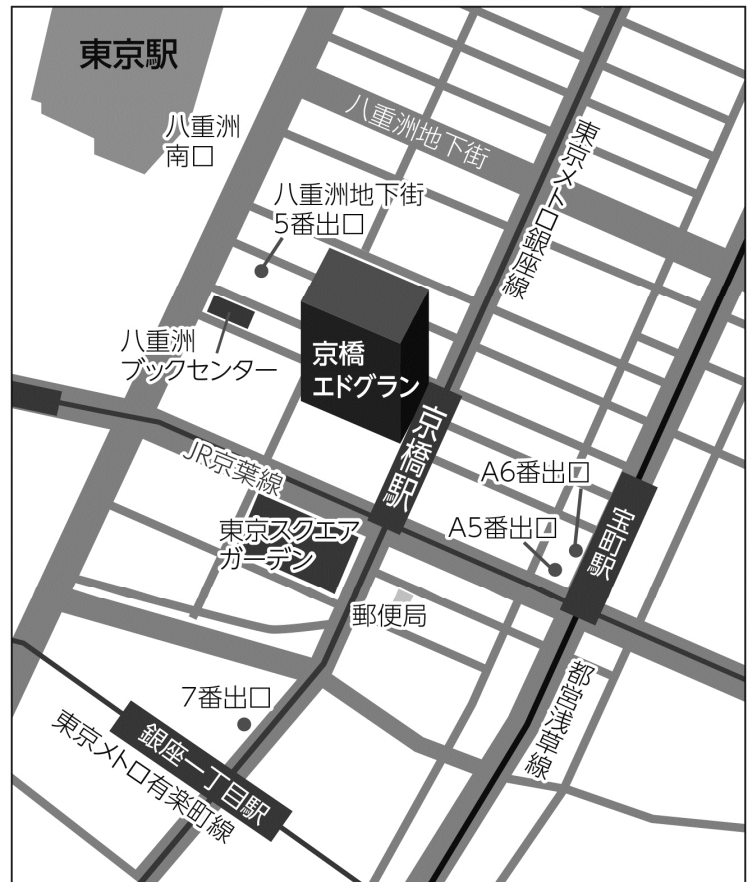 東京駅
八重洲
南口
八重洲地下街
八重洲地下街
5番出口
東京メトロ銀座線
八重洲
ブックセンター
京橋
エドグラン
京橋駅
JR京葉線
A6番出口
A5番出口
宝町駅
東京スクエア
ガーデン
郵便局
都営浅草線
7番出口
銀座一丁目駅
東京メトロ有楽町線